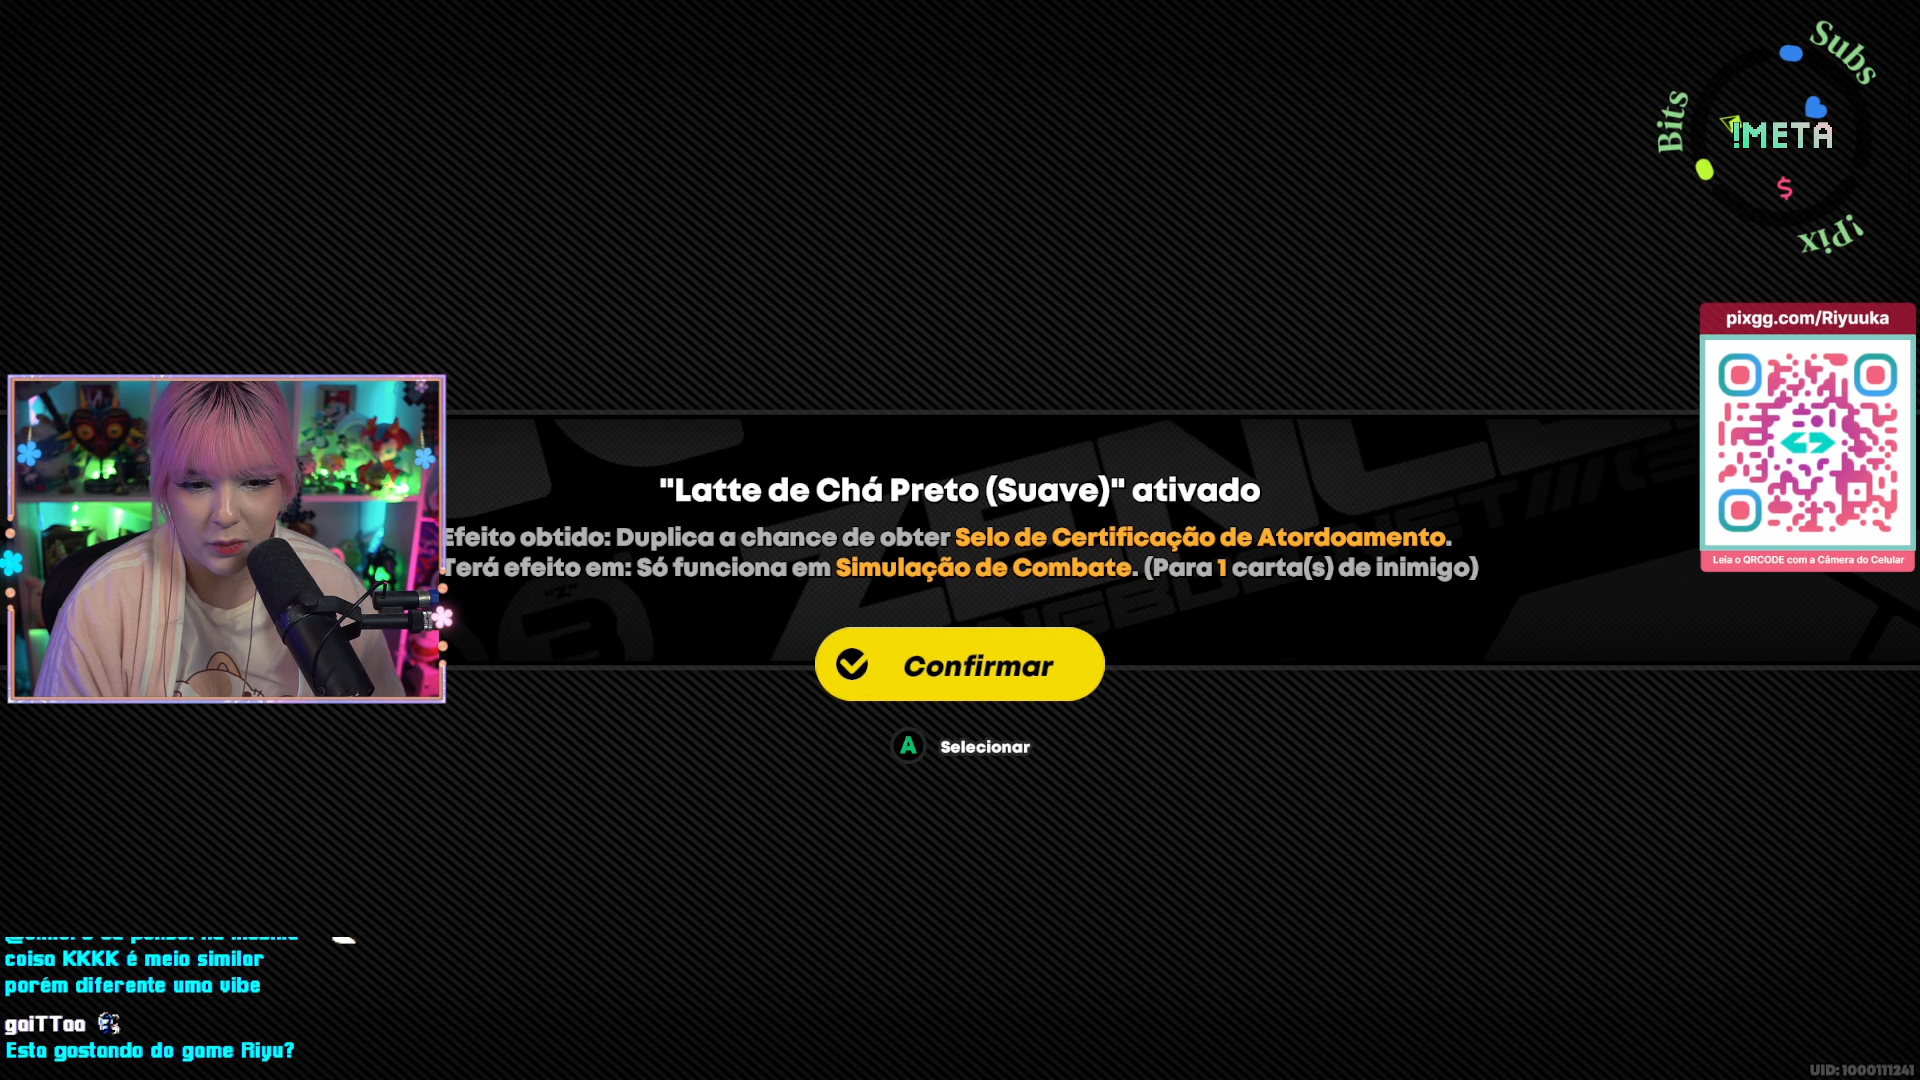 Subs
Bits
!META
$
!Pix
pixgg.com/Riyuuka
Leia o QRCODE com a Câmera do Celular
"Latte de Chá Preto (Suave)" ativado
Efeito obtido: Duplica a chance de obter Selo de Certificação de Atordoamento.
Terá efeito em: Só funciona em Simulação de Combate. (Para 1 carta(s) de inimigo)
Confirmar
A Selecionar
coisa KKKK é meio similar
porém diferente uma vibe
gaiTTaa
Esta gostando do game Riyu?
UID: 1000111241